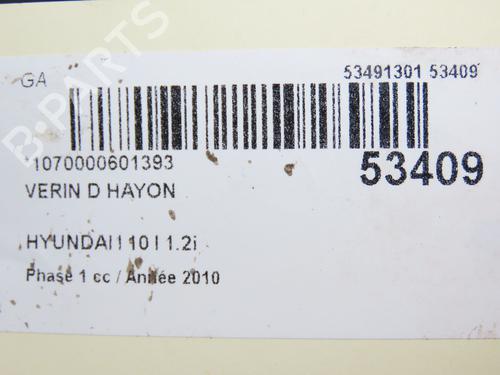 GA
53491301 53409
1070000601393
53409
VERIN D HAYON
HYUNDAI I 10 I 1.2i
Phase 1 cc / Année 2010
B-PARTS